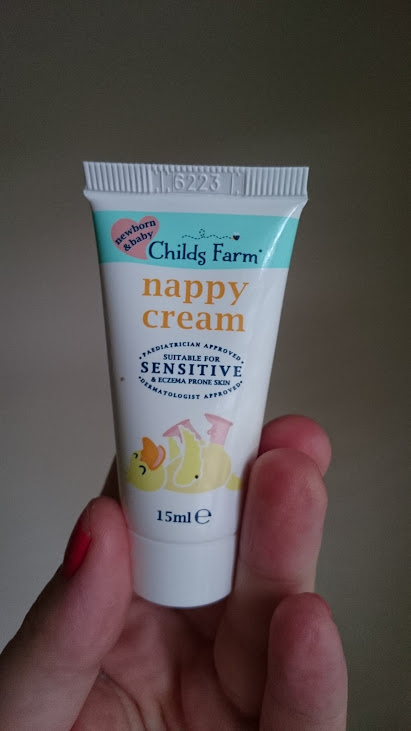 6223
newborn
&baby
Childs Farm
nappy
cream
PAEDIATRICIAN APPROVED
SUITABLE FOR
SENSITIVE
& ECZEMA PRONE SKIN
DERMATOLOGIST APPROVED
15ml ℮